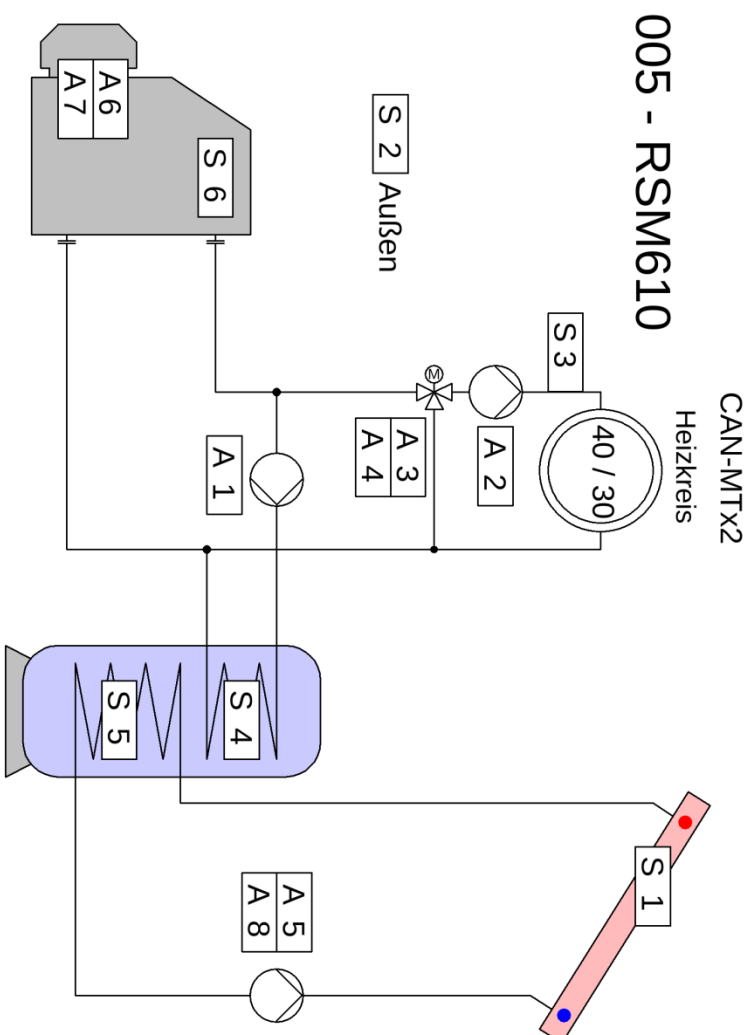 005 - RSM610
CAN-MTx2
Heizkreis
S 1
40 / 30
S 3
A 2
S 2 Außen
A 3
A 4
A 5
A 8
S 6
A 1
S 4
S 5
A 6
A 7
M